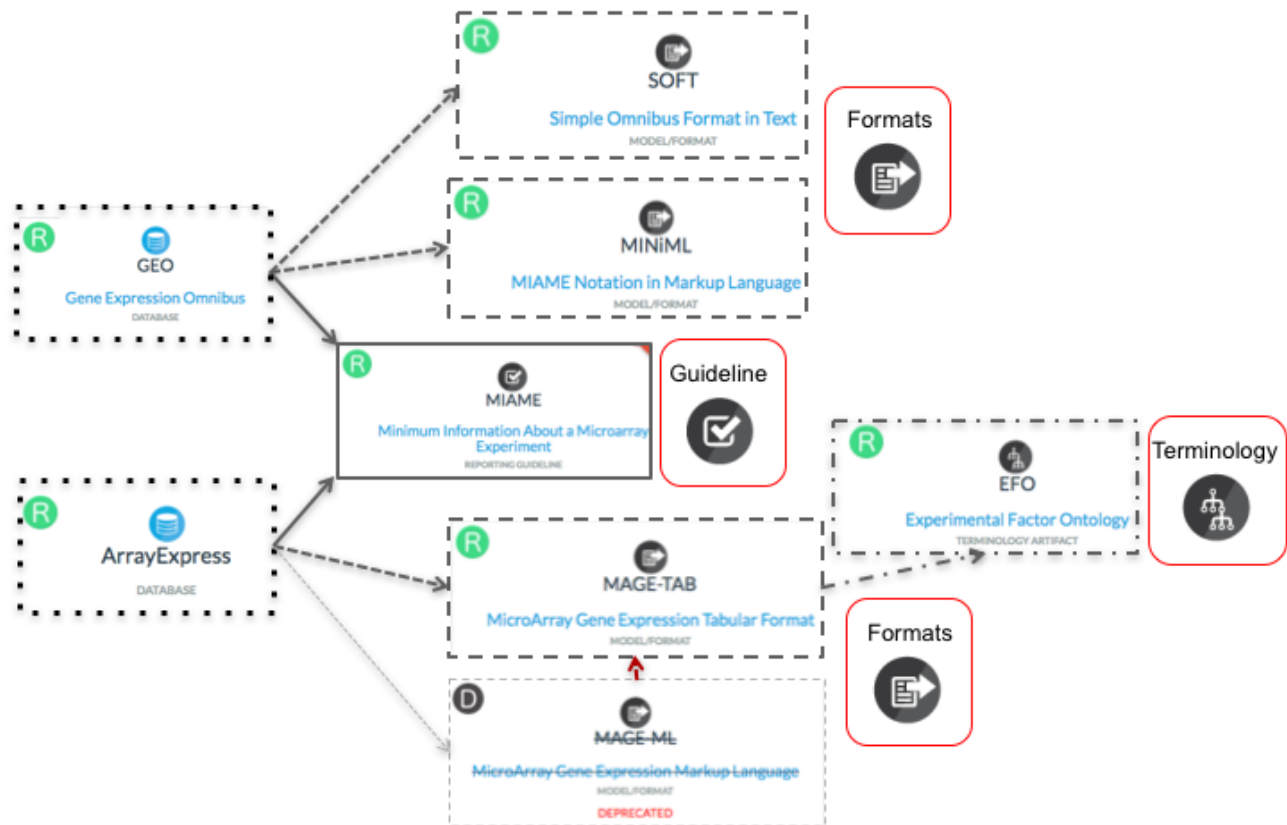 R
SOFT
Simple Omnibus Format in Text
MODEL/FORMAT
Formats
R
MINiML
MIAME Notation in Markup Language
MODEL/FORMAT
R
GEO
Gene Expression Omnibus
DATABASE
R
MIAME
Minimum Information About a Microarray
Experiment
REPORTING GUIDELINE
Guideline
R
EFO
Experimental Factor Ontology
TERMINOLOGY ARTIFACT
Terminology
R
ArrayExpress
DATABASE
R
MAGE-TAB
MicroArray Gene Expression Tabular Format
MODEL/FORMAT
Formats
D
MAGE-ML
MicroArray Gene Expression Markup Language
MODEL/FORMAT
DEPRECATED